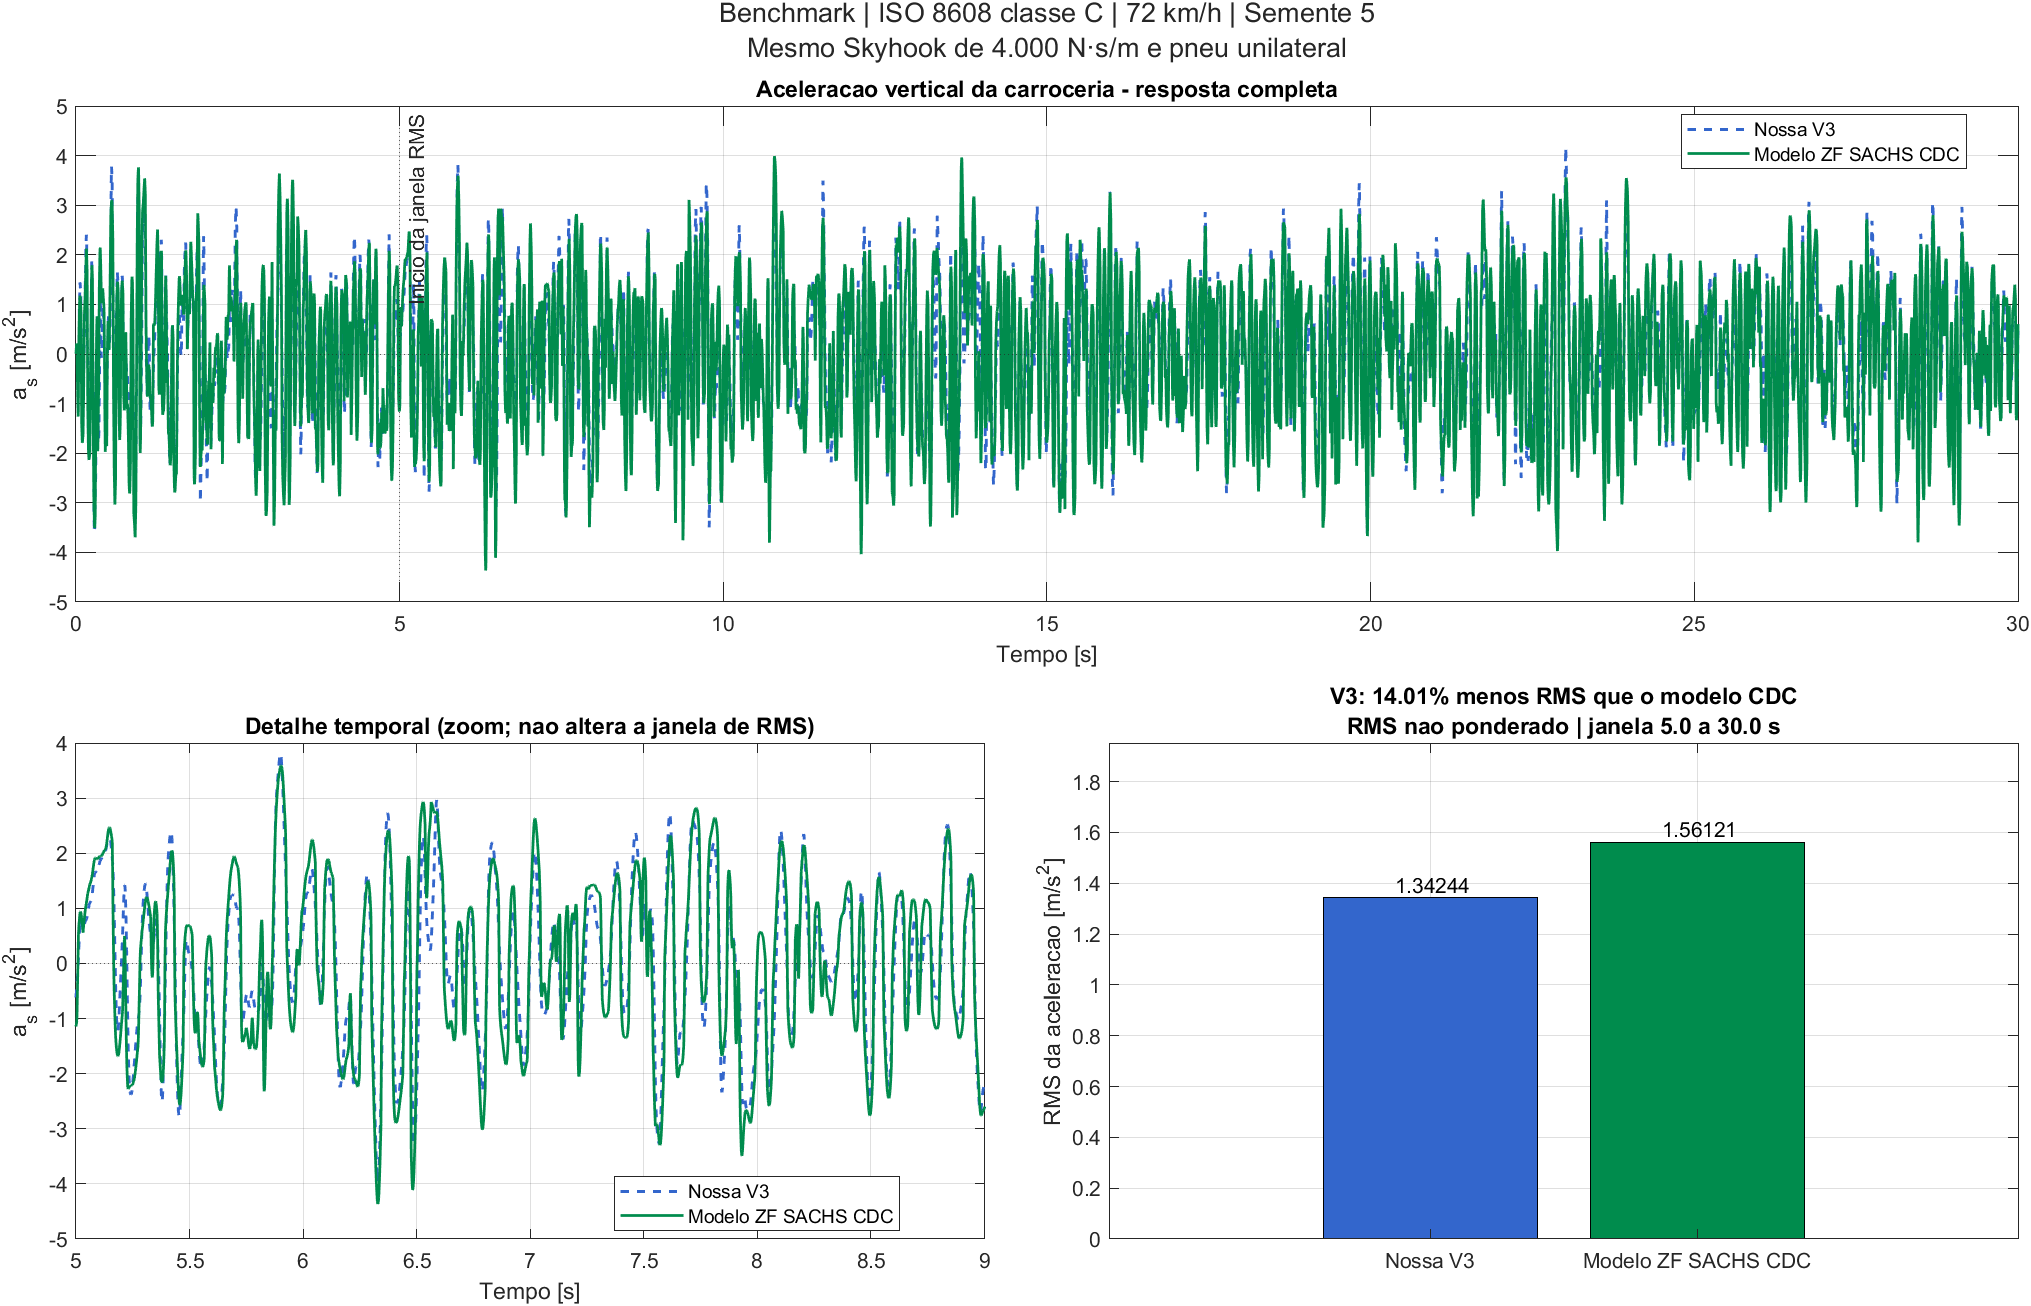 Benchmark | ISO 8608 classe C | 72 km/h | Semente 5
Mesmo Skyhook de 4.000 N·s/m e pneu unilateral
Aceleracao vertical da carroceria - resposta completa
5
4
3
2
1
0
-1
-2
-3
-4
-5
a_s [m/s^2]
Inicio da janela RMS
Nossa V3
Modelo ZF SACHS CDC
0
5
10
15
20
25
30
Tempo [s]
Detalhe temporal (zoom; nao altera a janela de RMS)
4
3
2
1
0
-1
-2
-3
-4
-5
a_s [m/s^2]
Nossa V3
Modelo ZF SACHS CDC
5
5.5
6
6.5
7
7.5
8
8.5
9
Tempo [s]
V3: 14.01% menos RMS que o modelo CDC
RMS nao ponderado | janela 5.0 a 30.0 s
1.8
1.6
1.4
1.2
1
0.8
0.6
0.4
0.2
0
RMS da aceleracao [m/s^2]
1.34244
1.56121
Nossa V3
Modelo ZF SACHS CDC